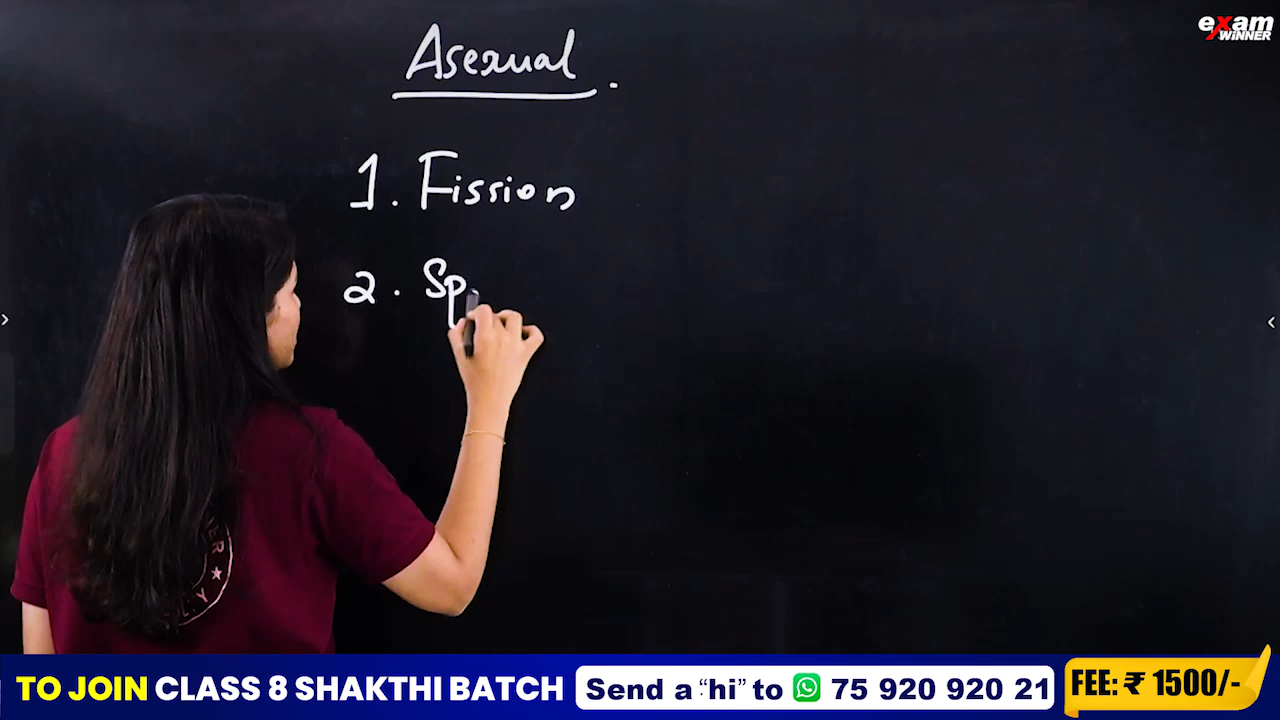 exam
WiNNER
Asexual.
1. Fission
2. Sp
TO JOIN CLASS 8 SHAKTHI BATCH
Send a “hi” to 75 920 920 21
FEE: ₹ 1500/-